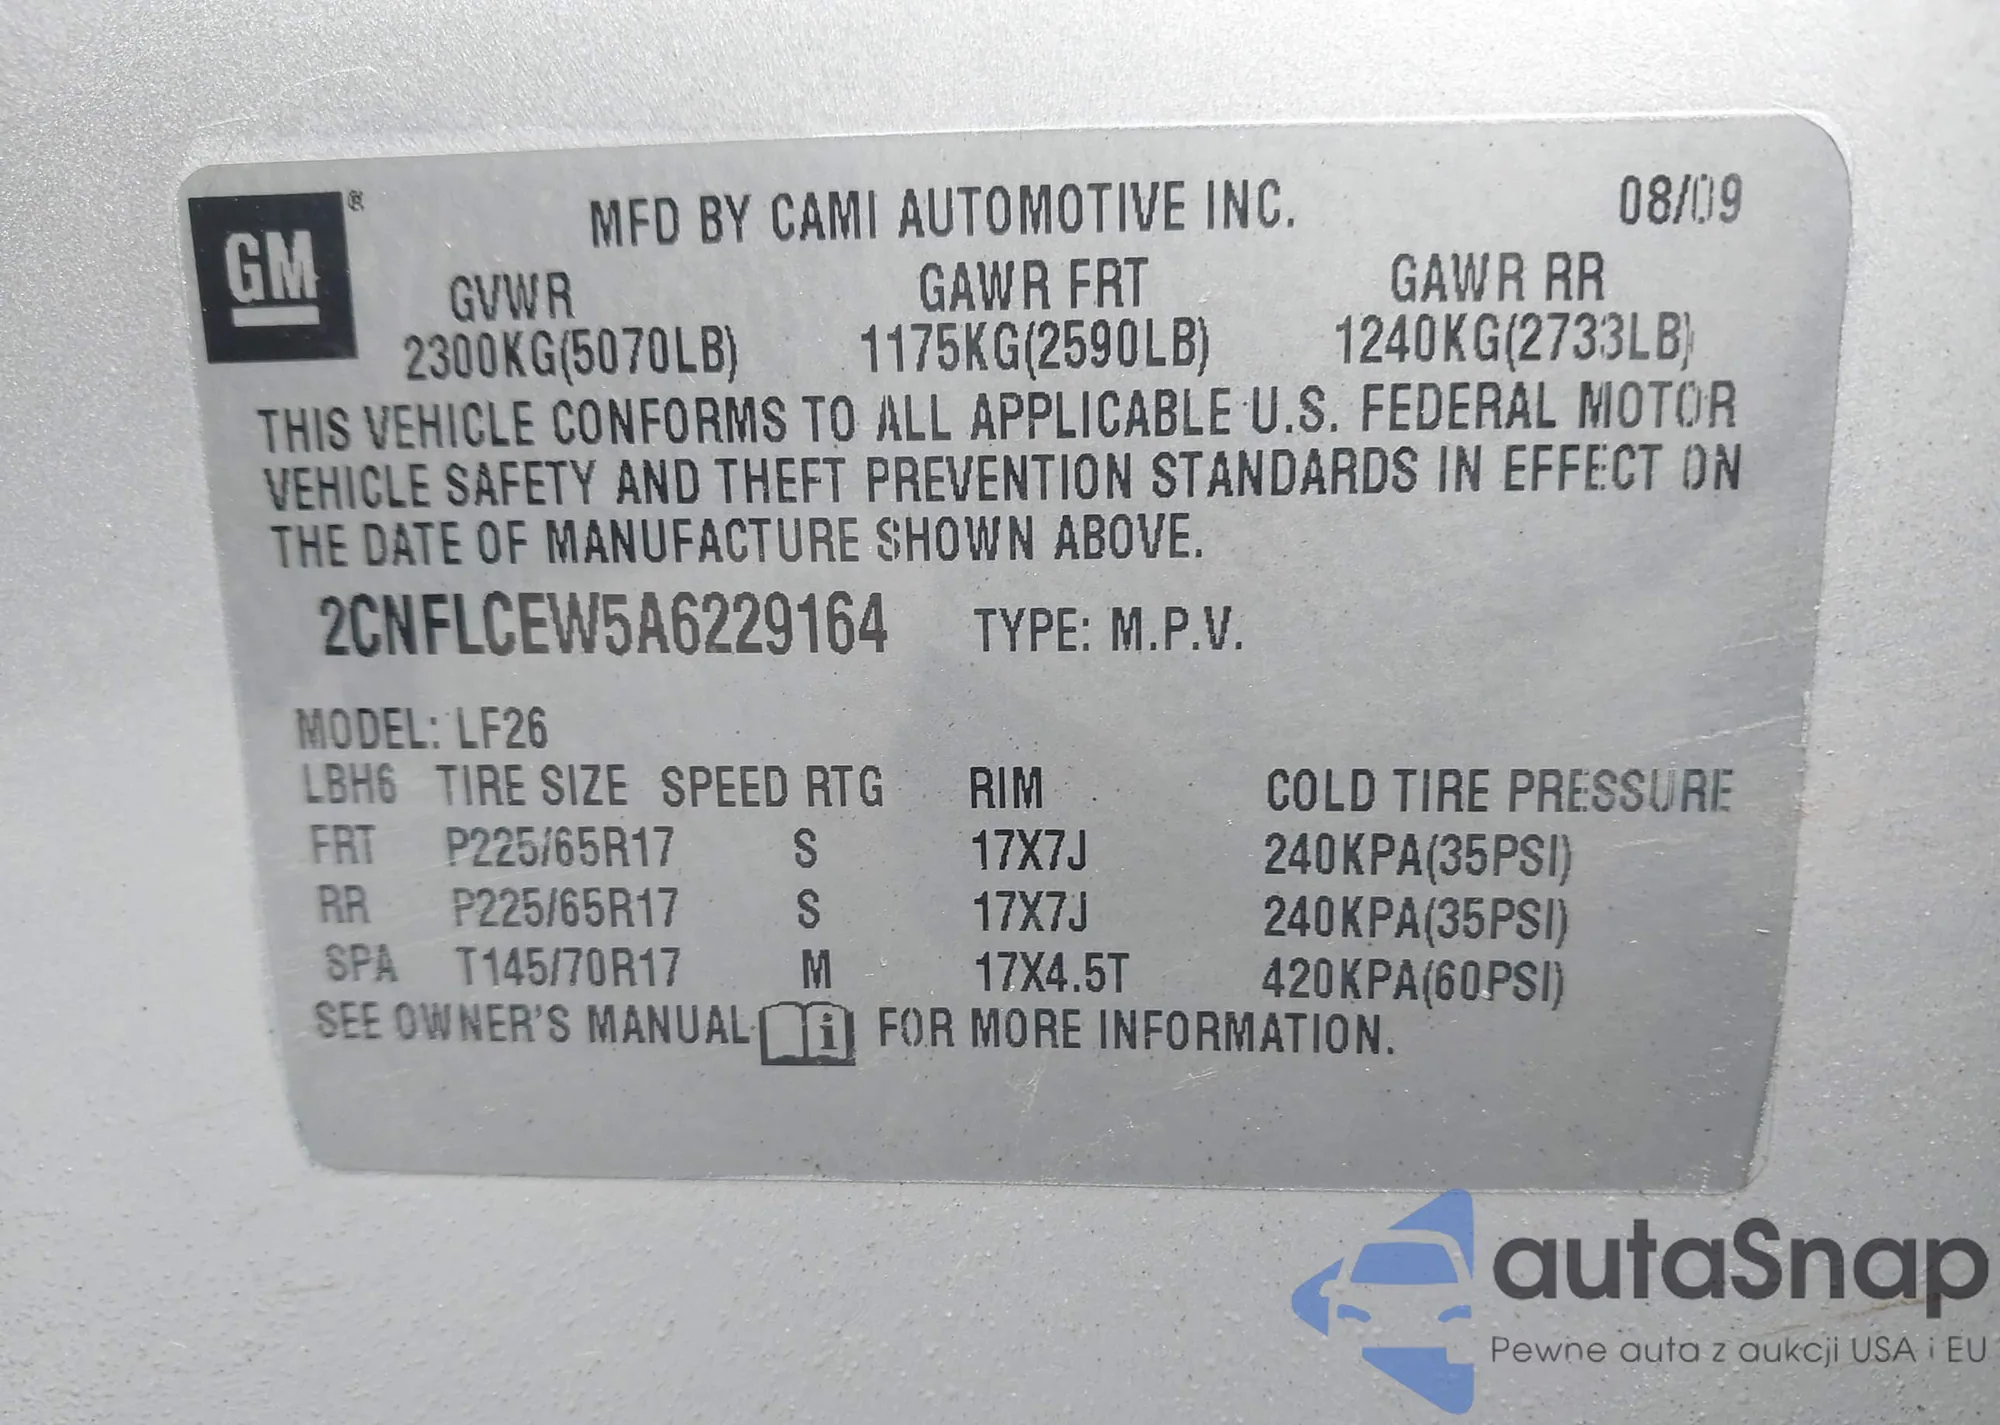 GM®
MFD BY CAMI AUTOMOTIVE INC. 08/09
GVWR GAWR FRT GAWR RR
2300KG(5070LB) 1175KG(2590LB) 1240KG(2733LB)
THIS VEHICLE CONFORMS TO ALL APPLICABLE U.S. FEDERAL MOTOR
VEHICLE SAFETY AND THEFT PREVENTION STANDARDS IN EFFECT ON
THE DATE OF MANUFACTURE SHOWN ABOVE.
2CNFLCEW5A6229164 TYPE: M.P.V.
MODEL: LF26
LBH6 TIRE SIZE SPEED RTG RIM COLD TIRE PRESSURE
FRT P225/65R17 S 17X7J 240KPA(35PSI)
RR P225/65R17 S 17X7J 240KPA(35PSI)
SPA T145/70R17 M 17X4.5T 420KPA(60PSI)
SEE OWNER'S MANUAL i FOR MORE INFORMATION.
autaSnap
Pewne auta z aukcji USA i EU